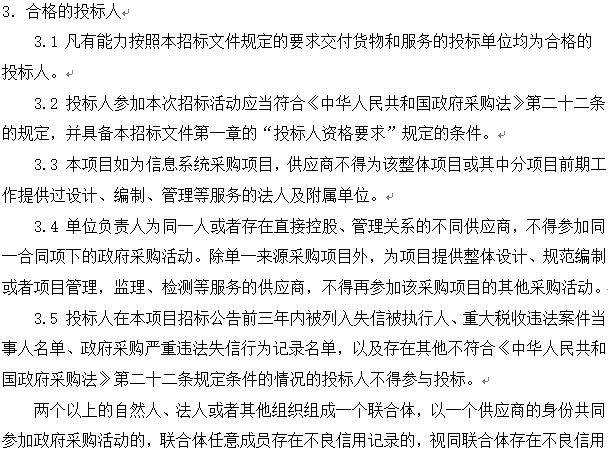 3. 合格的投标人
3.1 凡有能力按照本招标文件规定的要求交付货物和服务的投标单位均为合格的
投标人。
3.2 投标人参加本次招标活动应当符合《中华人民共和国政府采购法》第二十二条
的规定，并具备本招标文件第一章的“投标人资格要求”规定的条件。
3.3 本项目如为信息系统采购项目，供应商不得为该整体项目或其中分项目前期工
作提供过设计、编制、管理等服务的法人及附属单位。
3.4 单位负责人为同一人或者存在直接控股、管理关系的不同供应商，不得参加同
一合同项下的政府采购活动。除单一来源采购项目外，为项目提供整体设计、规范编制
或者项目管理，监理、检测等服务的供应商，不得再参加该采购项目的其他采购活动。
3.5 投标人在本项目招标公告前三年内被列入失信被执行人、重大税收违法案件当
事人名单、政府采购严重违法失信行为记录名单，以及存在其他不符合《中华人民共和
国政府采购法》第二十二条规定条件的情况的投标人不得参与投标。
两个以上的自然人、法人或者其他组织组成一个联合体，以一个供应商的身份共同
参加政府采购活动的，联合体任意成员存在不良信用记录的，视同联合体存在不良信用